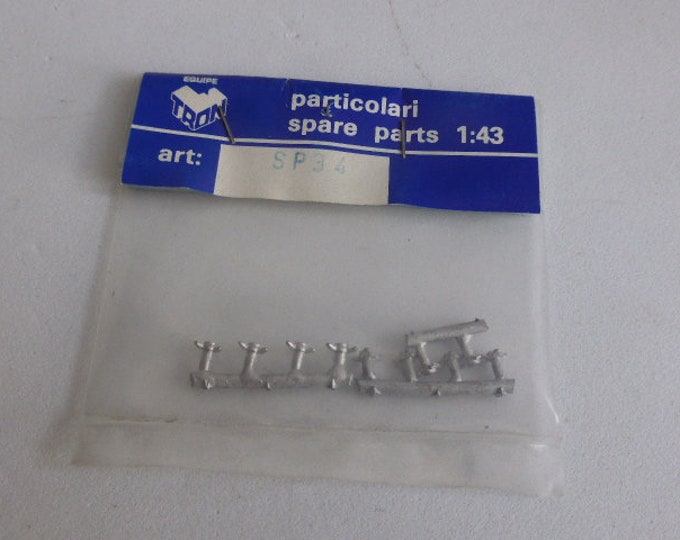 EQUIPE
TRON
particolari
spare parts 1:43
art: SP34